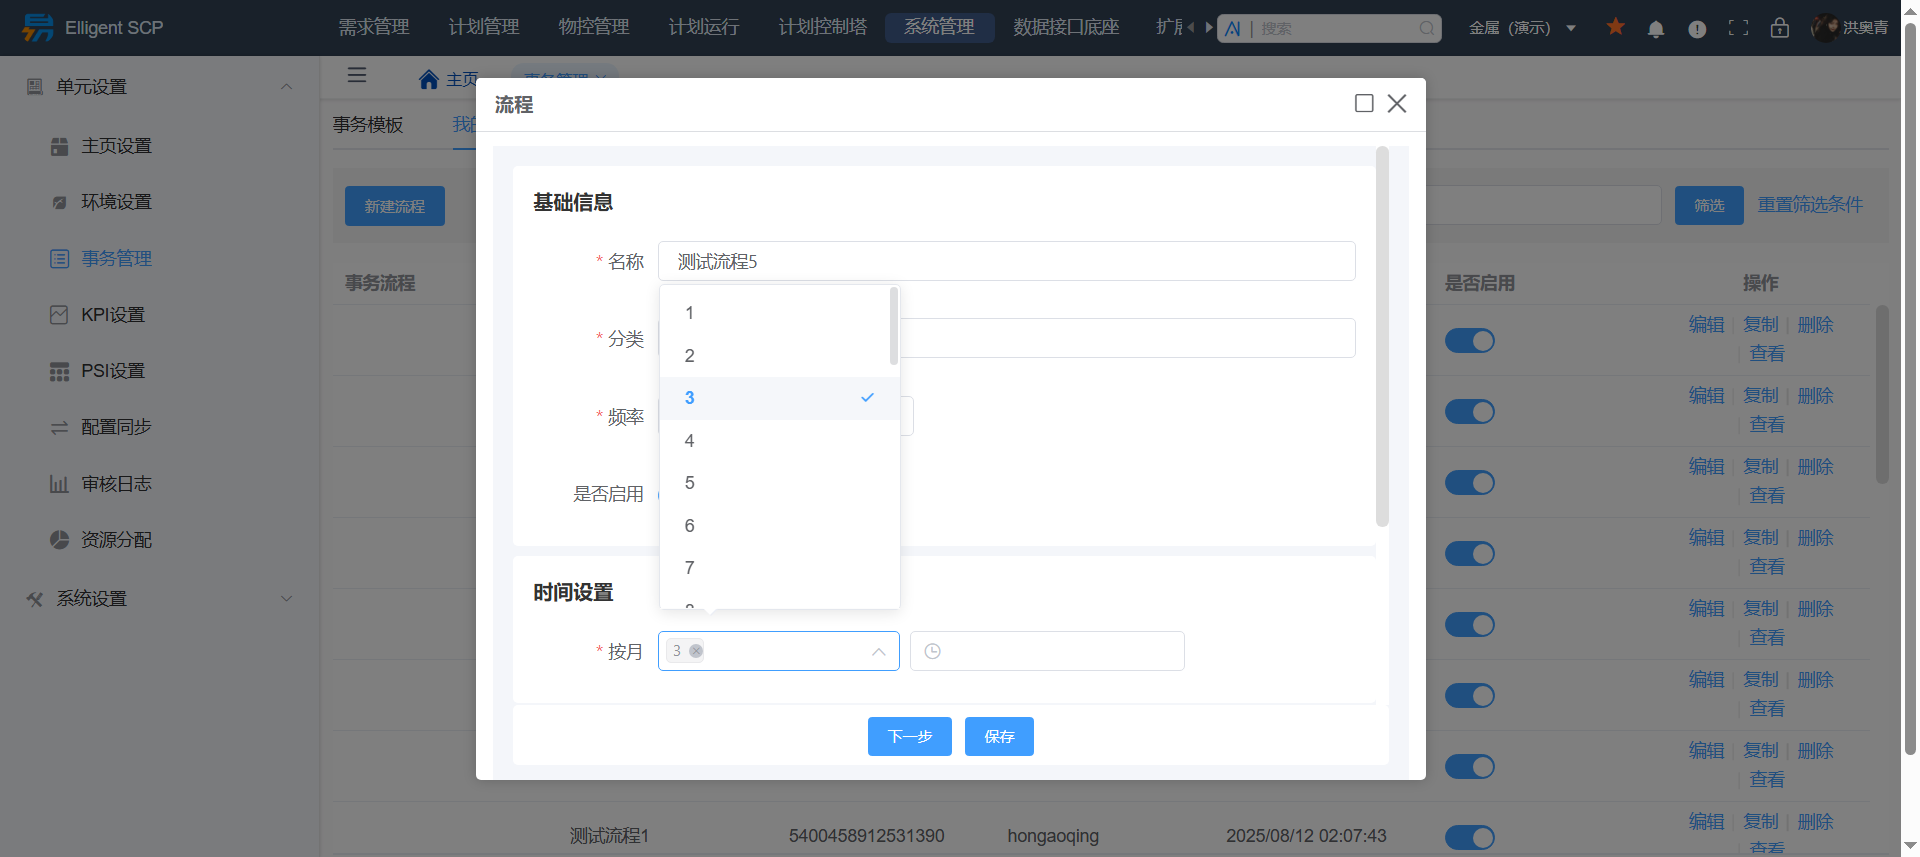 Elligent SCP
需求管理
计划管理
物控管理
计划运行
计划控制塔
系统管理
数据接口底座
AI | 搜索
金属（演示）
洪奥青
单元设置
主页设置
环境设置
事务管理
KPI设置
PSI设置
配置同步
审核日志
资源分配
系统设置
主页
事务管理
事务模板
新建流程
筛选
重置筛选条件
事务流程
是否启用
操作
编辑 复制 删除
查看
编辑 复制 删除
查看
编辑 复制 删除
查看
编辑 复制 删除
查看
编辑 复制 删除
查看
编辑 复制 删除
查看
编辑 复制 删除
查看
测试流程1 5400458912531390 hongaoqing 2025/08/12 02:07:43 编辑 复制 删除
查看
流程
基础信息
* 名称 测试流程5
* 分类
* 频率
是否启用
1
2
3
4
5
6
7
时间设置
* 按月 3
下一步 保存